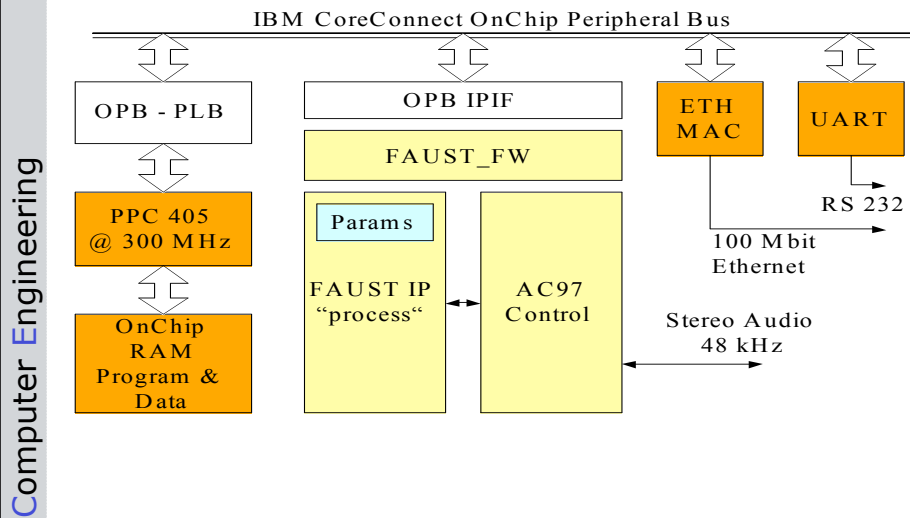 IBM CoreConnect OnChip Peripheral Bus
OPB - PLB
OPB IPIF
ETH
MAC
UART
FAUST_FW
PPC 405
@ 300 MHz
Params
FAUST IP
“process“
AC97
Control
RS 232
100 Mbit
Ethernet
Stereo Audio
48 kHz
OnChip
RAM
Program &
Data
Computer Engineering